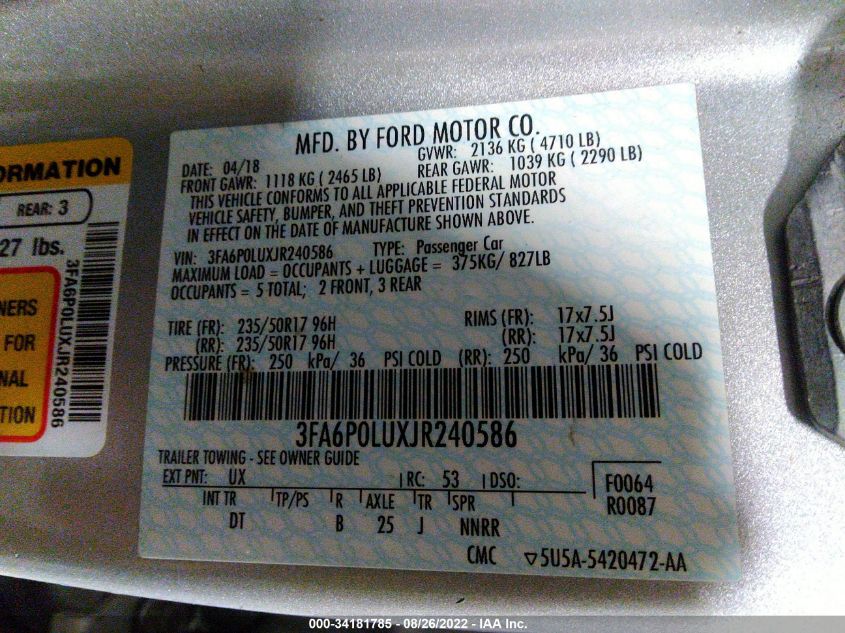 ORMATION
REAR: 3
27 lbs.
NERS
FOR
NAL
TION
3FA6P0LUXJR240586
MFD. BY FORD MOTOR CO.
DATE: 04/18
GVWR: 2136 KG ( 4710 LB)
FRONT GAWR: 1118 KG ( 2465 LB)
REAR GAWR: 1039 KG ( 2290 LB)
THIS VEHICLE CONFORMS TO ALL APPLICABLE FEDERAL MOTOR
VEHICLE SAFETY, BUMPER, AND THEFT PREVENTION STANDARDS
IN EFFECT ON THE DATE OF MANUFACTURE SHOWN ABOVE.
VIN: 3FA6P0LUXJR240586 TYPE: Passenger Car
MAXIMUM LOAD = OCCUPANTS + LUGGAGE = 375KG/ 827LB
OCCUPANTS = 5 TOTAL; 2 FRONT, 3 REAR
TIRE (FR): 235/50R17 96H RIMS (FR): 17x7.5J
(RR): 235/50R17 96H (RR): 17x7.5J
PRESSURE (FR): 250 kPa/ 36 PSI COLD (RR): 250 kPa/ 36 PSI COLD
3FA6P0LUXJR240586
TRAILER TOWING - SEE OWNER GUIDE
EXT PNT: UX RC: 53 DSO:
INT TR TP/PS R AXLE TR SPR
DT B 25 J NNRR
F0064
R0087
CMC ▽5U5A-5420472-AA
000-34181785 - 08/26/2022 - IAA Inc.